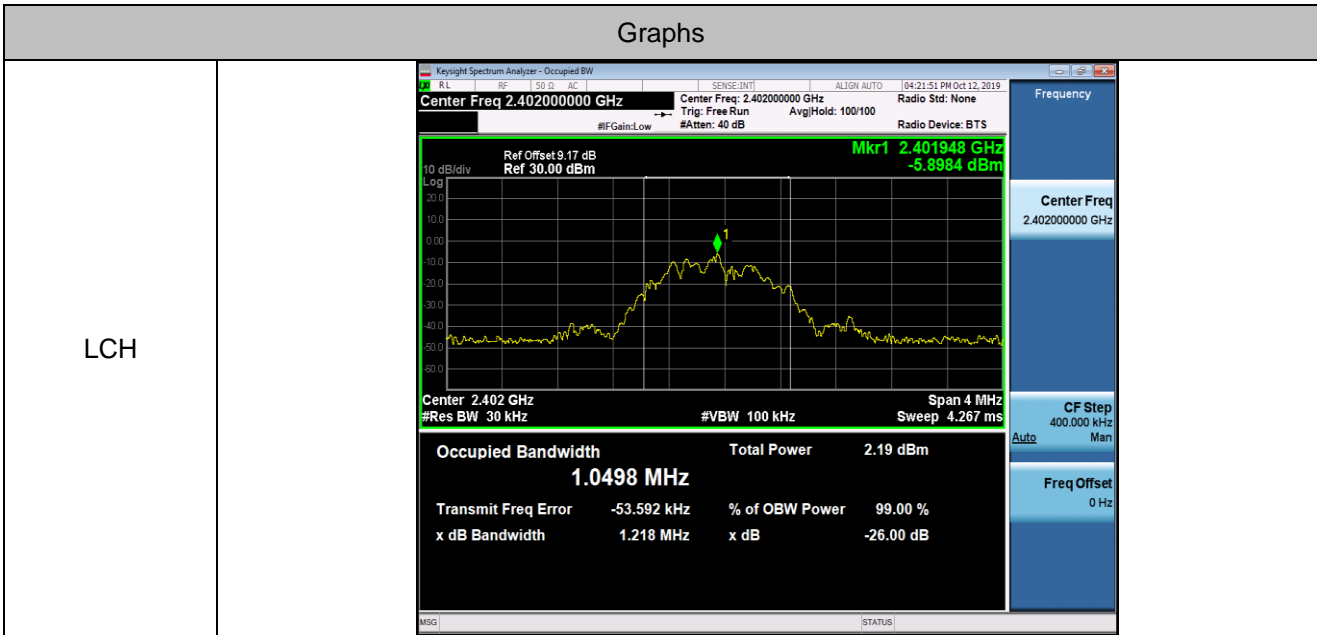 Graphs
LCH
Keysight Spectrum Analyzer - Occupied BW
LXI RL RF 50 Ω AC SENSE:INT ALIGN AUTO 04:21:51 PM Oct 12, 2019
Center Freq 2.402000000 GHz
Center Freq: 2.402000000 GHz Radio Std: None
Trig: Free Run Avg|Hold: 100/100
#IFGain:Low #Atten: 40 dB Radio Device: BTS
Mkr1 2.401948 GHz
-5.8984 dBm
Ref Offset 9.17 dB
10 dB/div Ref 30.00 dBm
Log
20.0
10.0
0.00
-10.0
-20.0
-30.0
-40.0
-50.0
-60.0
1
Center 2.402 GHz Span 4 MHz
#Res BW 30 kHz #VBW 100 kHz Sweep 4.267 ms
Occupied Bandwidth Total Power 2.19 dBm
1.0498 MHz
Transmit Freq Error -53.592 kHz % of OBW Power 99.00 %
x dB Bandwidth 1.218 MHz x dB -26.00 dB
MSG STATUS
Frequency
Center Freq
2.402000000 GHz
CF Step
400.000 kHz
Auto Man
Freq Offset
0 Hz